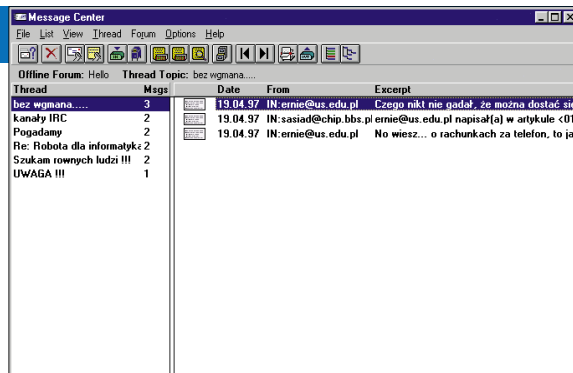 Message Center
File List View Thread Forum Options Help
Offline Forum: Hello Thread Topic: bez wgmana.....
Thread Msgs Date From Excerpt
bez wgmana..... 3 19.04.97 IN:ernie@us.edu.pl Czego nikt nie gadał, że można dostać się
kanały IRC 2 19.04.97 IN:sasiad@chip.bbs.pl ernie@us.edu.pl napisał(a) w artykule <01
Pogadamy 2 19.04.97 IN:ernie@us.edu.pl No wiesz... o rachunkach za telefon, to ja
Re: Robota dla informatyka 2
Szukam rownych ludzi !!! 2
UWAGA !!! 1